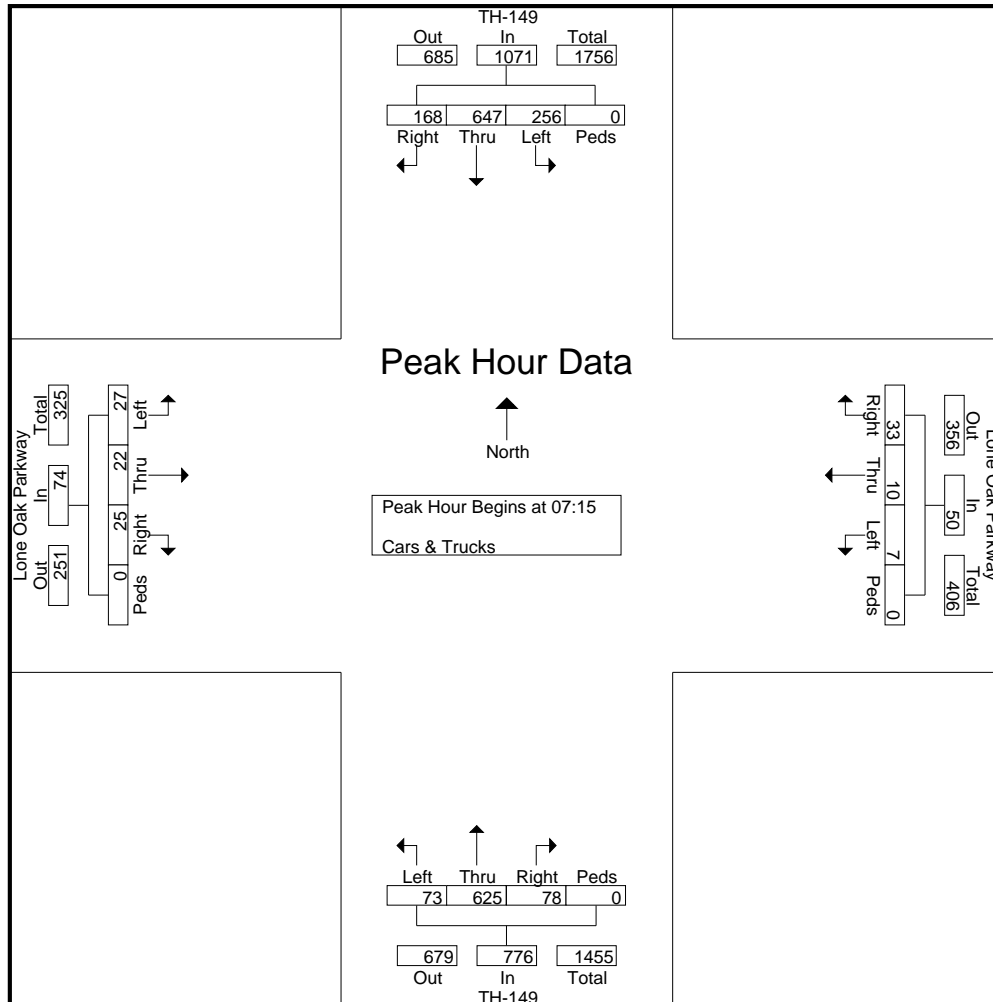 TH-149
Out In Total
685 1071 1756
168 647 256 0
Right Thru Left Peds
Peak Hour Data
North
Peak Hour Begins at 07:15
Cars & Trucks
Lone Oak Parkway
Out In Total
251 74 325
27 22 25 0
Left Thru Right Peds
Lone Oak Parkway
Out In Total
356 50 406
33 10 7 0
Right Thru Left Peds
Left Thru Right Peds
73 625 78 0
679 776 1455
Out In Total
TH-149